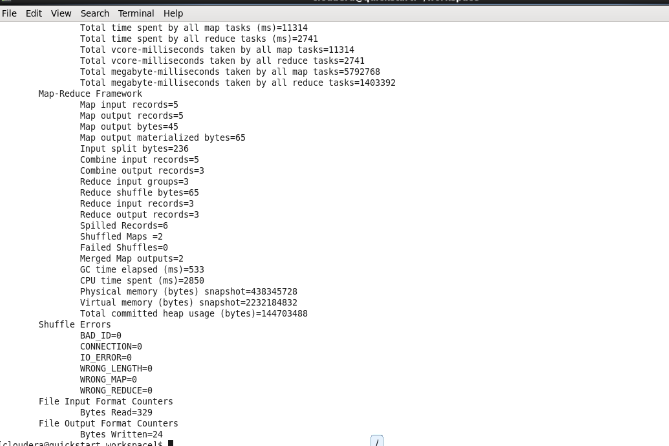 File Edit View Search Terminal Help
Total time spent by all map tasks (ms)=11314
Total time spent by all reduce tasks (ms)=2741
Total vcore-milliseconds taken by all map tasks=11314
Total vcore-milliseconds taken by all reduce tasks=2741
Total megabyte-milliseconds taken by all map tasks=5792768
Total megabyte-milliseconds taken by all reduce tasks=1403392
Map-Reduce Framework
Map input records=5
Map output records=5
Map output bytes=45
Map output materialized bytes=65
Input split bytes=236
Combine input records=5
Combine output records=3
Reduce input groups=3
Reduce shuffle bytes=65
Reduce input records=3
Reduce output records=3
Spilled Records=6
Shuffled Maps =2
Failed Shuffles=0
Merged Map outputs=2
GC time elapsed (ms)=533
CPU time spent (ms)=2850
Physical memory (bytes) snapshot=438345728
Virtual memory (bytes) snapshot=2232184832
Total committed heap usage (bytes)=144703488
Shuffle Errors
BAD_ID=0
CONNECTION=0
IO_ERROR=0
WRONG_LENGTH=0
WRONG_MAP=0
WRONG_REDUCE=0
File Input Format Counters
Bytes Read=329
File Output Format Counters
Bytes Written=24
[cloudera@quickstart workspace]$
/